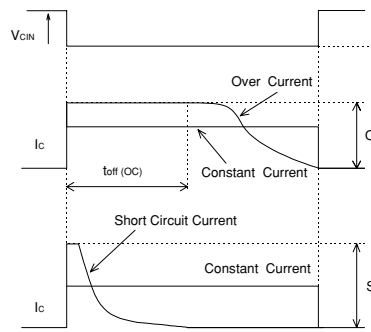 VCIN
Over Current
IC
Constant Current
toff (OC)
Short Circuit Current
Constant Current
IC